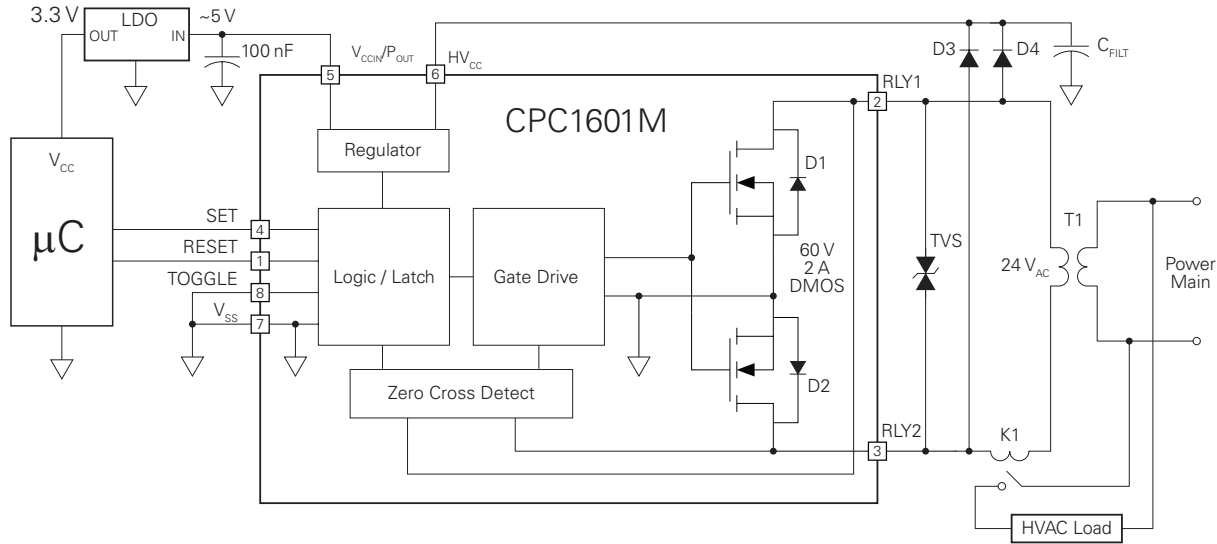 3.3 V
LDO
OUT
IN
~5 V
100 nF
V_CCIN/P_OUT
HV_CC
5
6
D3
D4
C_FILT
CPC1601M
RLY1
2
Regulator
D1
V_CC
μC
SET
4
RESET
1
TOGGLE
8
V_SS
7
Logic / Latch
Gate Drive
60 V
2 A
DMOS
TVS
24 V_AC
T1
Power
Main
Zero Cross Detect
D2
RLY2
3
K1
HVAC Load